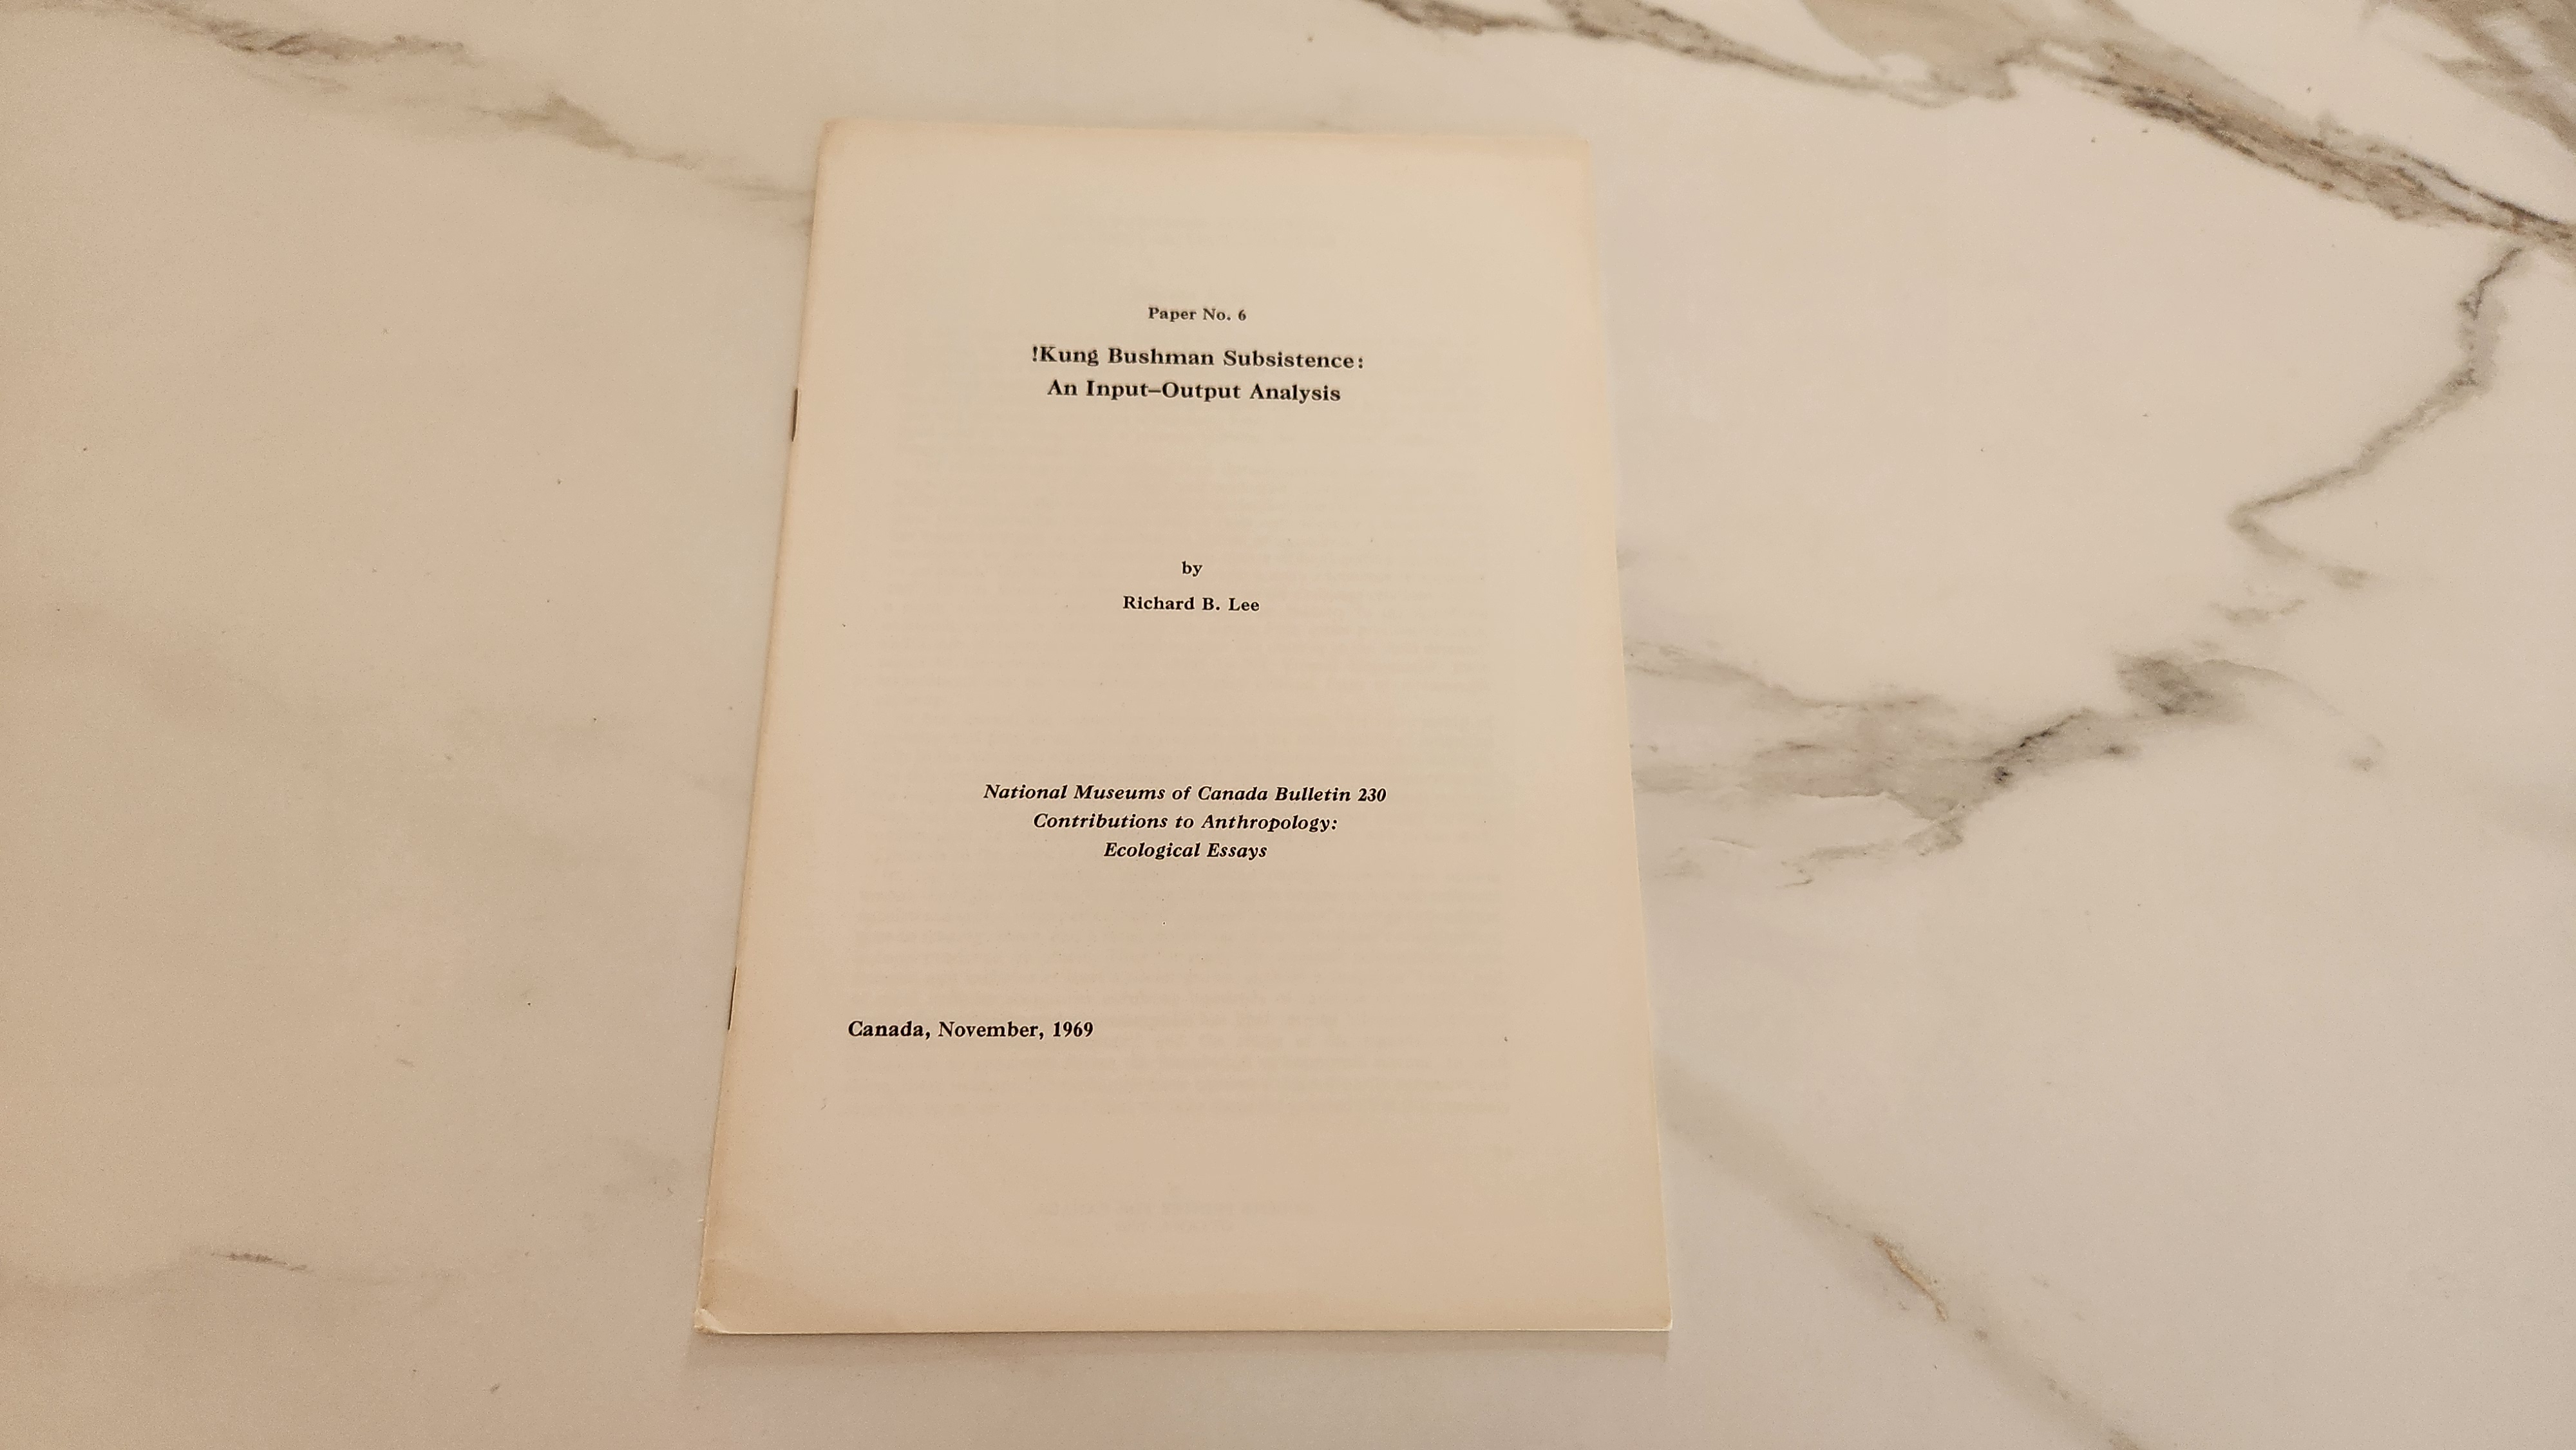 Paper No. 6
!Kung Bushman Subsistence:
An Input–Output Analysis
by
Richard B. Lee
National Museums of Canada Bulletin 230
Contributions to Anthropology:
Ecological Essays
Canada, November, 1969